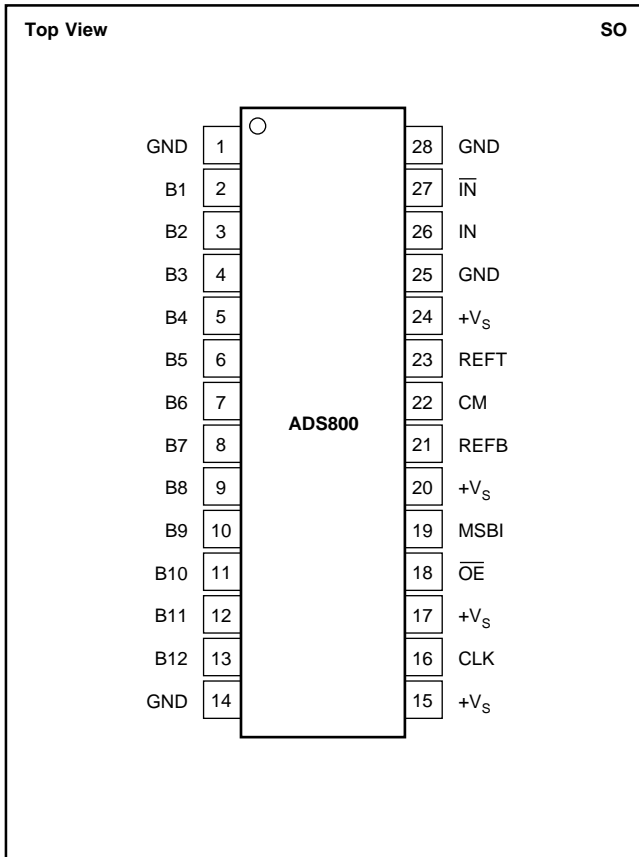 Top View SO
GND 1 28 GND
B1 2 27 I̅N̅
B2 3 26 IN
B3 4 25 GND
B4 5 24 +VS
B5 6 23 REFT
B6 7 22 CM
ADS800
B7 8 21 REFB
B8 9 20 +VS
B9 10 19 MSBI
B10 11 18 O̅E̅
B11 12 17 +VS
B12 13 16 CLK
GND 14 15 +VS